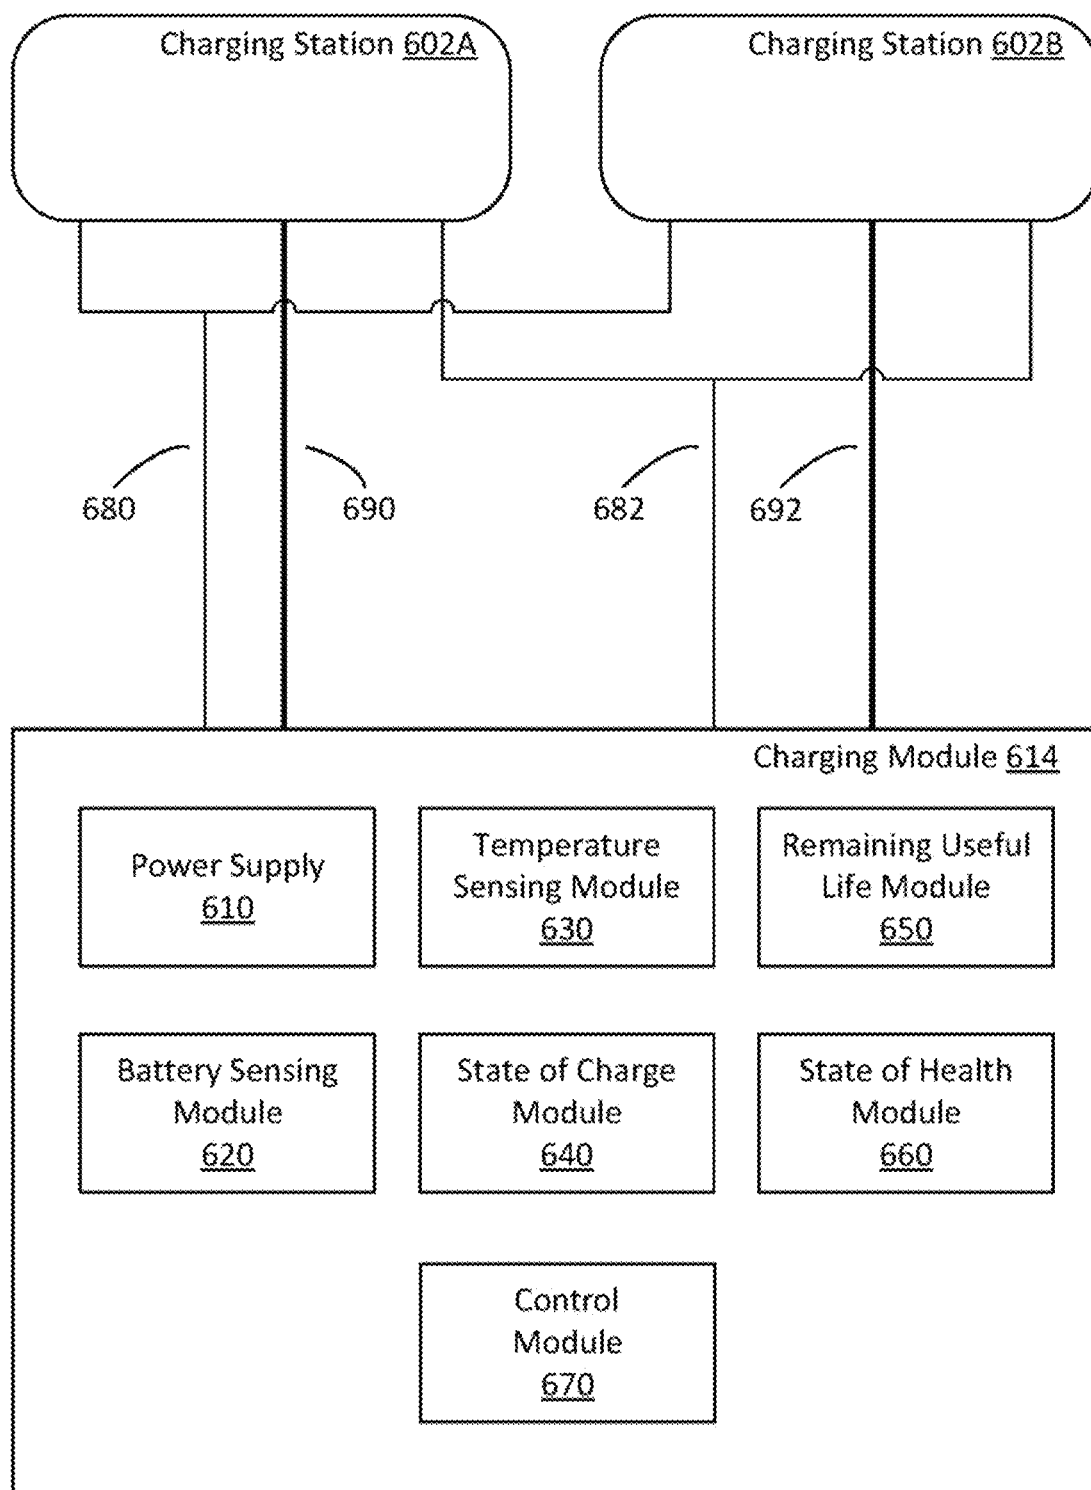 Charging Station 602A
Charging Station 602B
680
690
682
692
Charging Module 614
Power Supply
610
Temperature
Sensing Module
630
Remaining Useful
Life Module
650
Battery Sensing
Module
620
State of Charge
Module
640
State of Health
Module
660
Control
Module
670